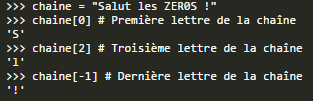 >>> chaine = "Salut les ZER0S !"
>>> chaine[0] # Première lettre de la chaîne
'S'
>>> chaine[2] # Troisième lettre de la chaîne
'l'
>>> chaine[-1] # Dernière lettre de la chaîne
'!'